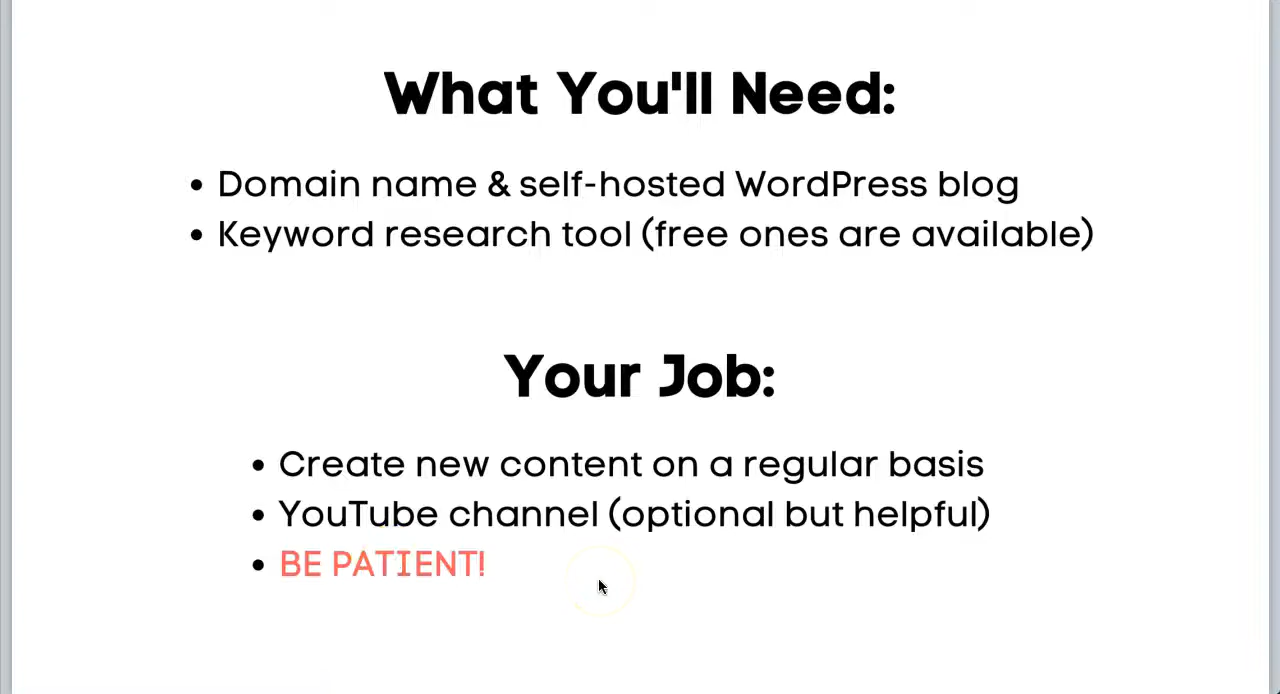 What You'll Need:
• Domain name & self-hosted WordPress blog
• Keyword research tool (free ones are available)
Your Job:
• Create new content on a regular basis
• YouTube channel (optional but helpful)
• BE PATIENT!